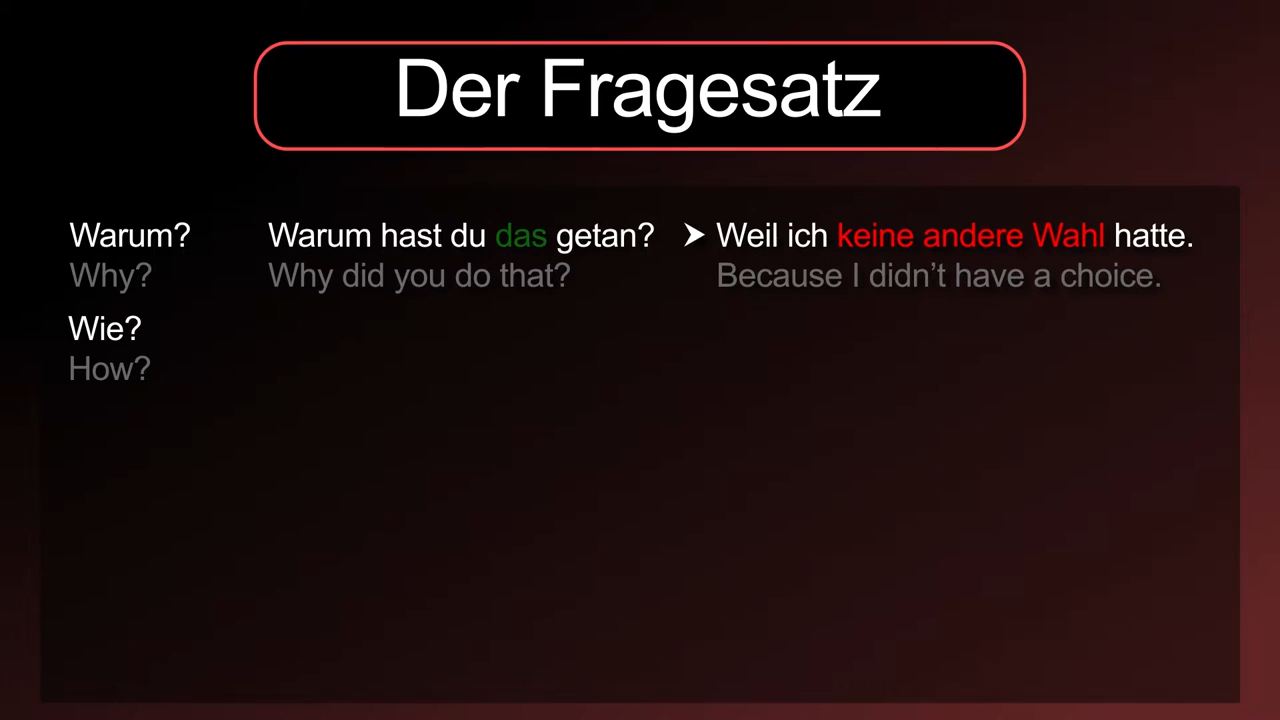 Der Fragesatz
Warum? Warum hast du das getan? ➤ Weil ich keine andere Wahl hatte.
Why? Why did you do that? Because I didn’t have a choice.
Wie?
How?